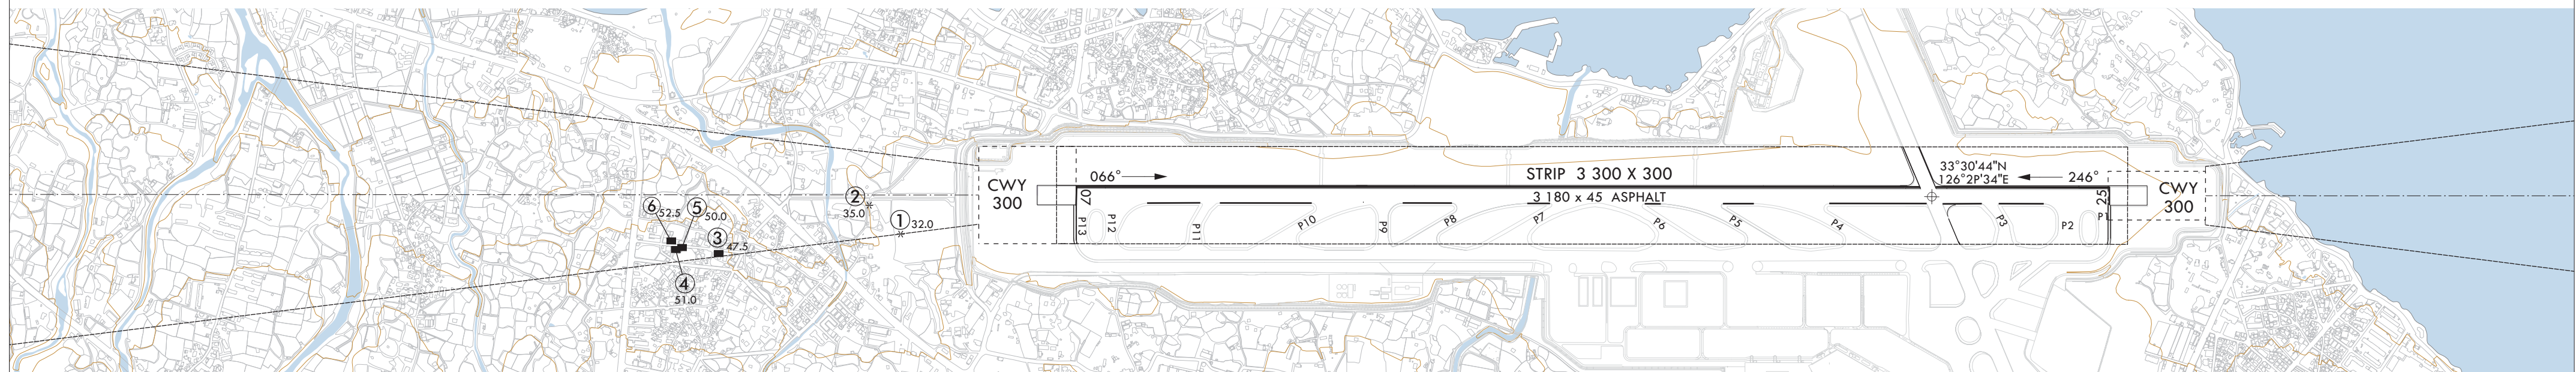 066°
STRIP 3 300 X 300
33°30'44"N
126°2P'34"E
246°
CWY
300
07
3 180 x 45 ASPHALT
25
CWY
300
P13
P12
P11
P10
P9
P8
P7
P6
P5
P4
P3
P2
P1
②
35.0
① 32.0
⑥
52.5
⑤
50.0
③
47.5
④
51.0